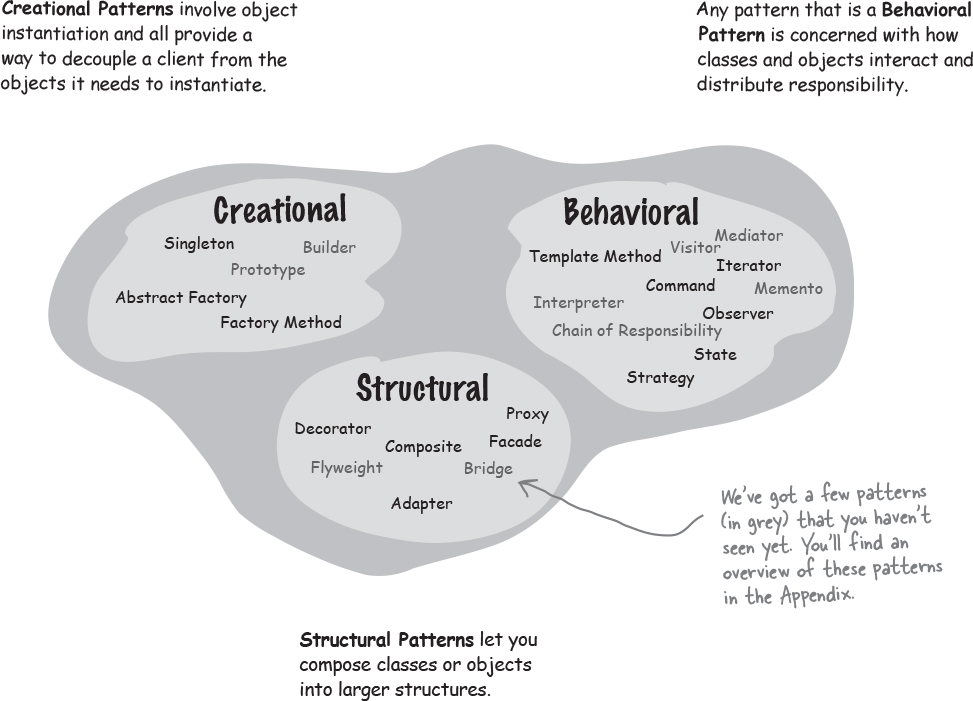 Creational Patterns involve object
instantiation and all provide a
way to decouple a client from the
objects it needs to instantiate.
Any pattern that is a Behavioral
Pattern is concerned with how
classes and objects interact and
distribute responsibility.
Creational
Singleton
Builder
Prototype
Abstract Factory
Factory Method
Behavioral
Mediator
Visitor
Template Method
Iterator
Command
Memento
Interpreter
Observer
Chain of Responsibility
State
Strategy
Structural
Proxy
Decorator
Facade
Composite
Flyweight
Bridge
Adapter
We've got a few patterns
(in grey) that you haven't
seen yet. You'll find an
overview of these patterns
in the Appendix.
Structural Patterns let you
compose classes or objects
into larger structures.